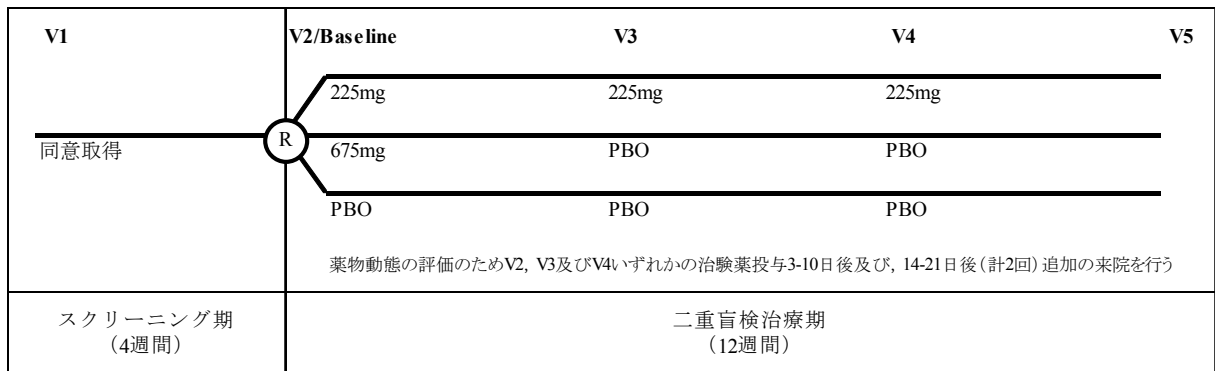 V1 V2/Baseline V3 V4 V5
225mg 225mg 225mg
R
同意取得 675mg PBO PBO
PBO PBO PBO
薬物動態の評価のためV2，V3及びV4いずれかの治験薬投与3-10日後及び，14-21日後（計2回）追加の来院を行う
スクリーニング期
（4週間）
二重盲検治療期
（12週間）